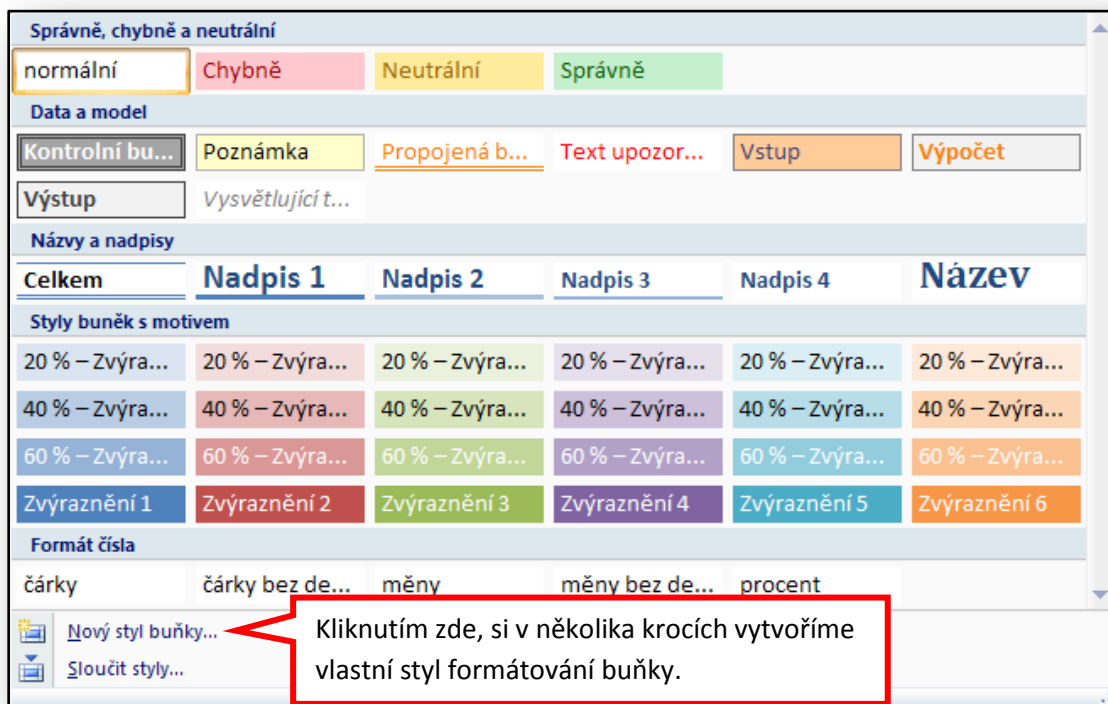 Správně, chybně a neutrální
normální Chybně Neutrální Správně
Data a model
Kontrolní bu... Poznámka Propojená b... Text upozor... Vstup Výpočet
Výstup Vysvětlující t...
Názvy a nadpisy
Celkem Nadpis 1 Nadpis 2 Nadpis 3 Nadpis 4 Název
Styly buněk s motivem
20 % – Zvýra... 20 % – Zvýra... 20 % – Zvýra... 20 % – Zvýra... 20 % – Zvýra... 20 % – Zvýra...
40 % – Zvýra... 40 % – Zvýra... 40 % – Zvýra... 40 % – Zvýra... 40 % – Zvýra... 40 % – Zvýra...
60 % – Zvýra... 60 % – Zvýra... 60 % – Zvýra... 60 % – Zvýra... 60 % – Zvýra... 60 % – Zvýra...
Zvýraznění 1 Zvýraznění 2 Zvýraznění 3 Zvýraznění 4 Zvýraznění 5 Zvýraznění 6
Formát čísla
čárky čárky bez de... měny měny bez de... procent
Nový styl buňky...
Sloučit styly...
Kliknutím zde, si v několika krocích vytvoříme
vlastní styl formátování buňky.